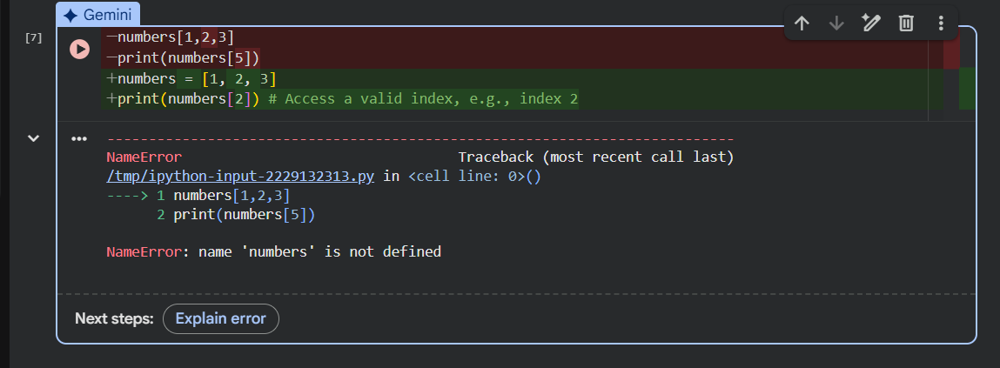 Gemini
[7]
—numbers[1,2,3]
—print(numbers[5])
+numbers = [1, 2, 3]
+print(numbers[2]) # Access a valid index, e.g., index 2
---------------------------------------------------------------------------
NameError                                 Traceback (most recent call last)
/tmp/ipython-input-2229132313.py in <cell line: 0>()
----> 1 numbers[1,2,3]
      2 print(numbers[5])
NameError: name 'numbers' is not defined
Next steps: Explain error